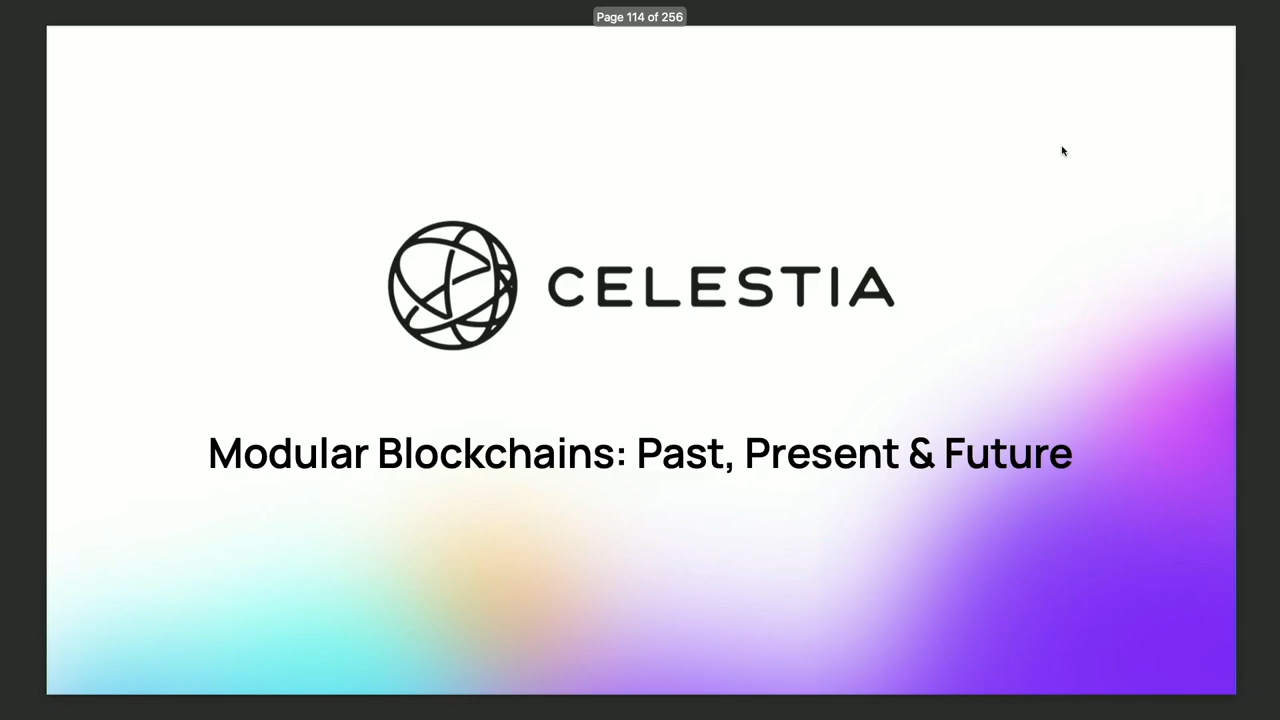 Page 114 of 256
CELESTIA
Modular Blockchains: Past, Present & Future